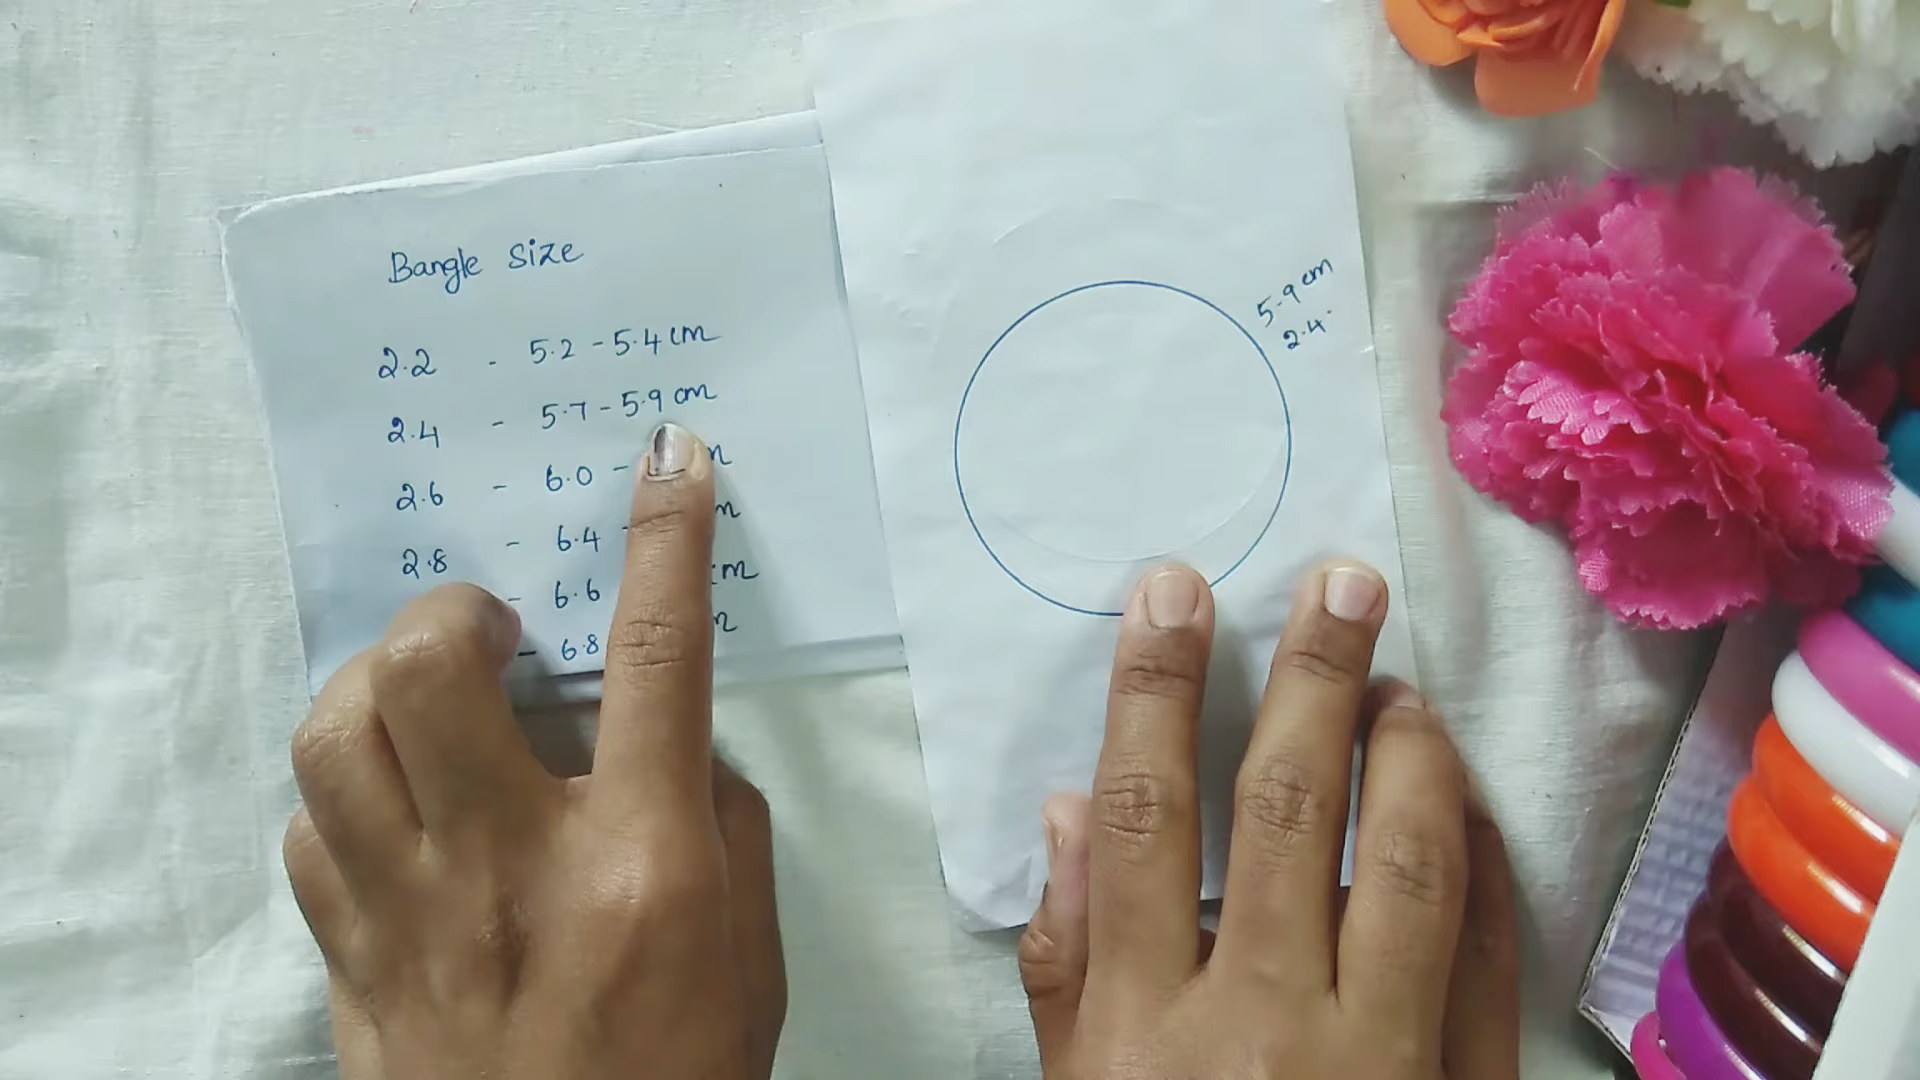 Bangle Size
2.2 - 5.2 - 5.4 cm
2.4 - 5.7 - 5.9 cm
2.6 - 6.0 -
2.8 - 6.4 -
- 6.6 cm
- 6.8
5.9 cm
2.4.